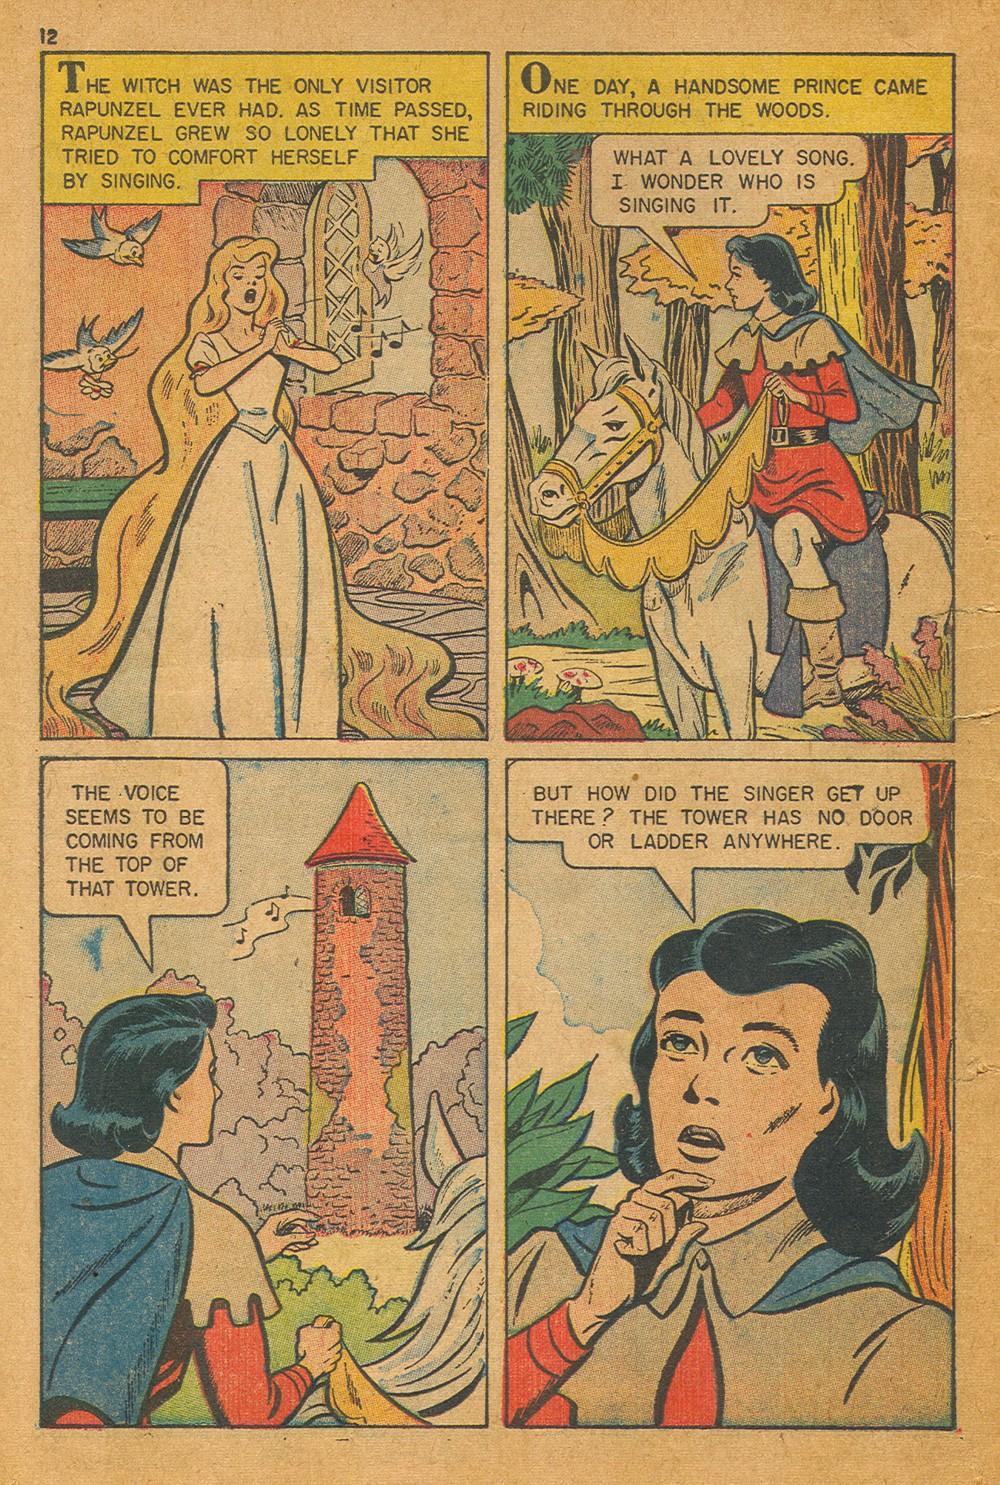 12
THE WITCH WAS THE ONLY VISITOR
RAPUNZEL EVER HAD. AS TIME PASSED,
RAPUNZEL GREW SO LONELY THAT SHE
TRIED TO COMFORT HERSELF
BY SINGING.
ONE DAY, A HANDSOME PRINCE CAME
RIDING THROUGH THE WOODS.
WHAT A LOVELY SONG.
I WONDER WHO IS
SINGING IT.
THE VOICE
SEEMS TO BE
COMING FROM
THE TOP OF
THAT TOWER.
BUT HOW DID THE SINGER GET UP
THERE? THE TOWER HAS NO DOOR
OR LADDER ANYWHERE.